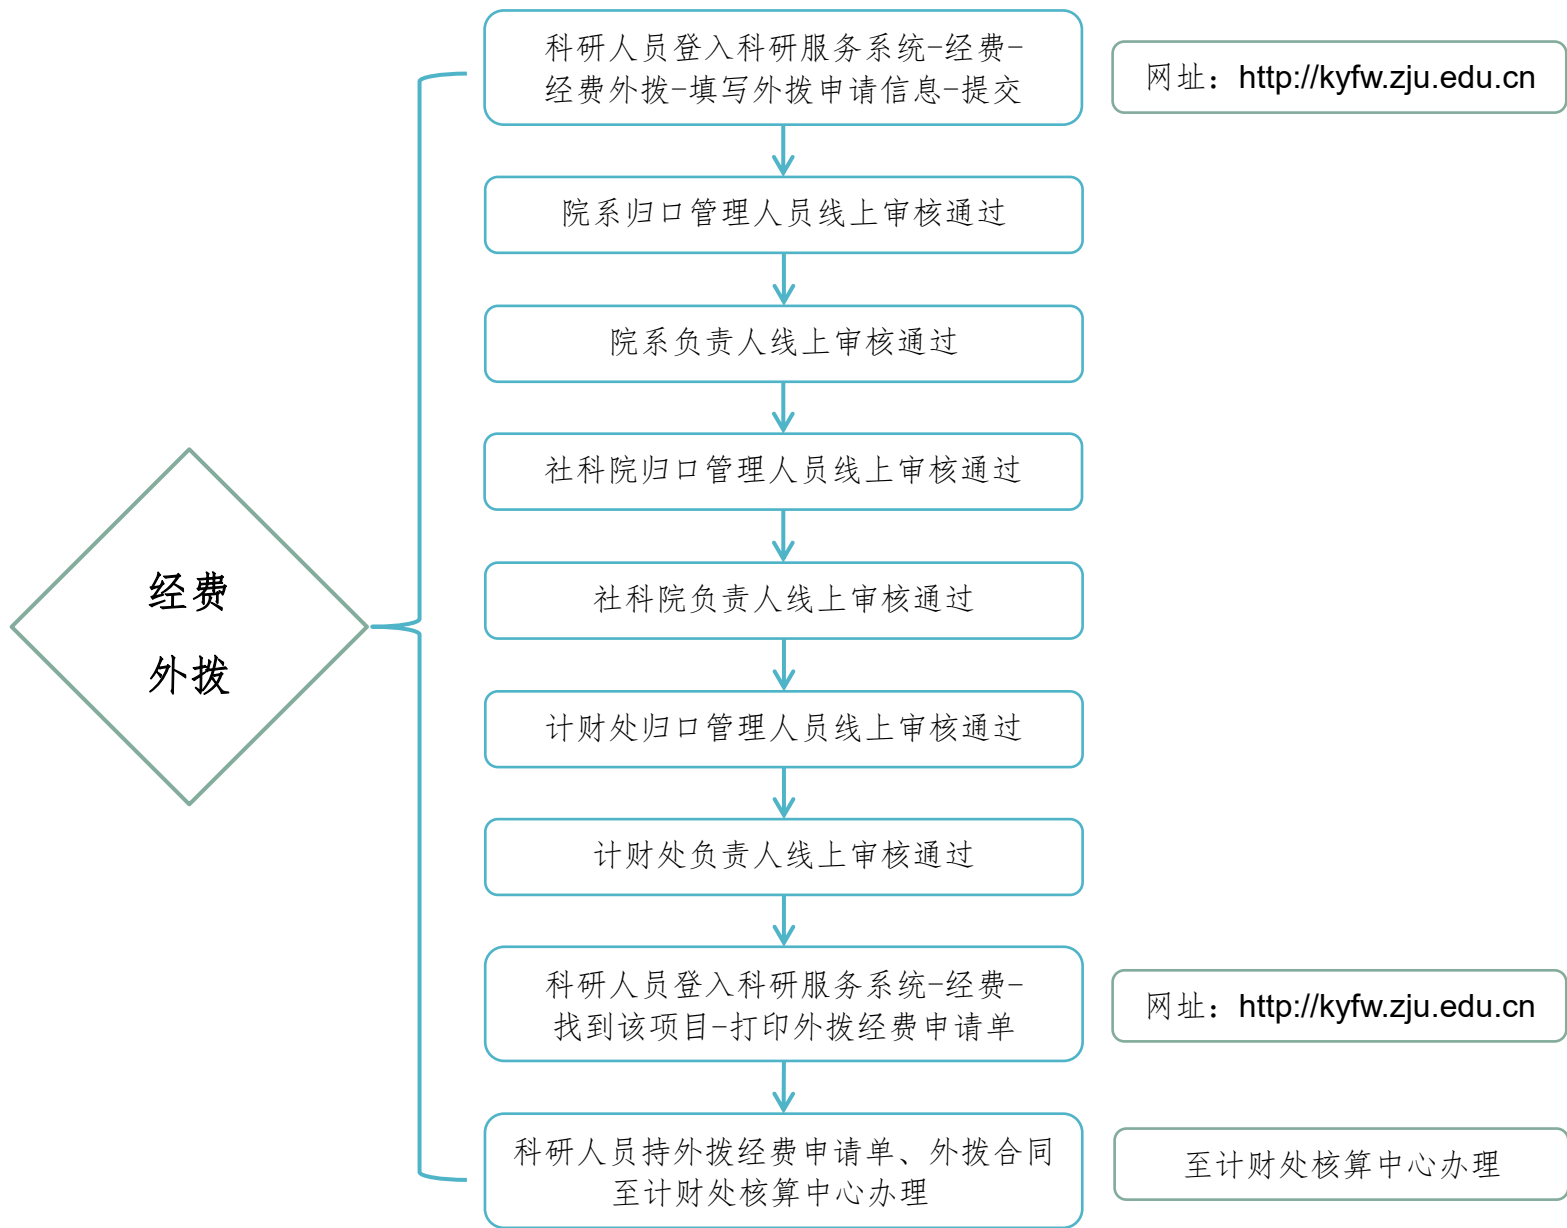 科研人员登入科研服务系统-经费-
经费外拨-填写外拨申请信息-提交
网址：http://kyfw.zju.edu.cn
院系归口管理人员线上审核通过
院系负责人线上审核通过
社科院归口管理人员线上审核通过
经费
外拨
社科院负责人线上审核通过
计财处归口管理人员线上审核通过
计财处负责人线上审核通过
科研人员登入科研服务系统-经费-
找到该项目-打印外拨经费申请单
网址：http://kyfw.zju.edu.cn
科研人员持外拨经费申请单、外拨合同
至计财处核算中心办理
至计财处核算中心办理